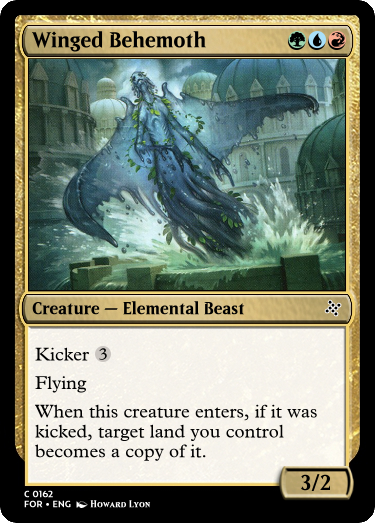 Winged Behemoth
Creature — Elemental Beast
Kicker 3
Flying
When this creature enters, if it was
kicked, target land you control
becomes a copy of it.
3/2
C 0162
FOR • ENG Howard Lyon